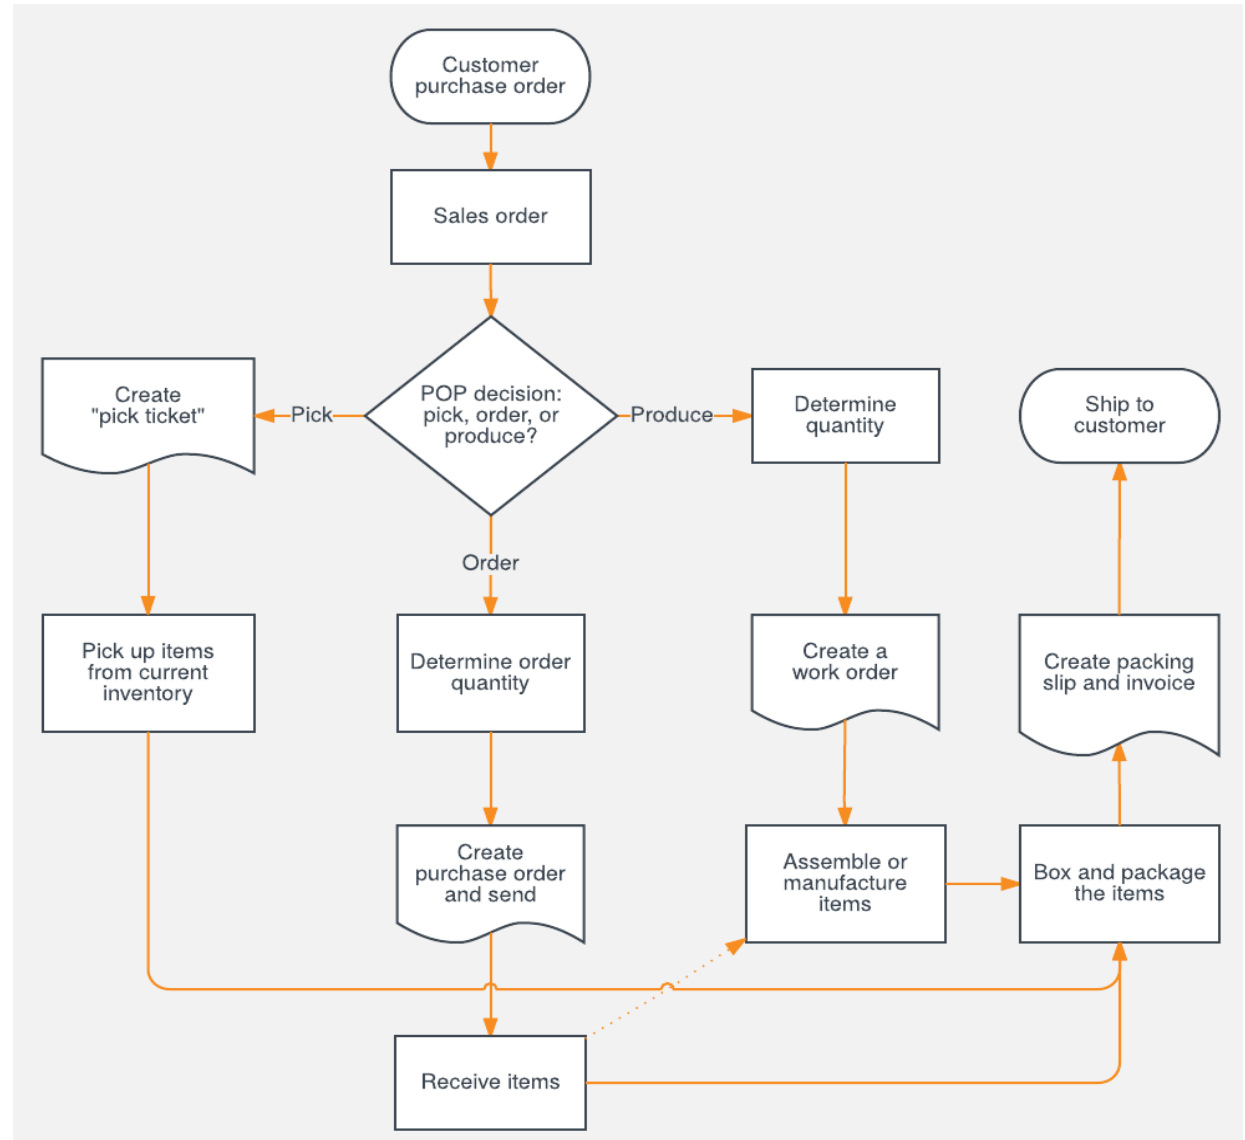 Customer
purchase order
Sales order
POP decision:
pick, order, or
produce?
Pick
Create
"pick ticket"
Pick up items
from current
inventory
Order
Determine order
quantity
Create
purchase order
and send
Receive items
Produce
Determine
quantity
Create a
work order
Assemble or
manufacture
items
Box and package
the items
Create packing
slip and invoice
Ship to
customer